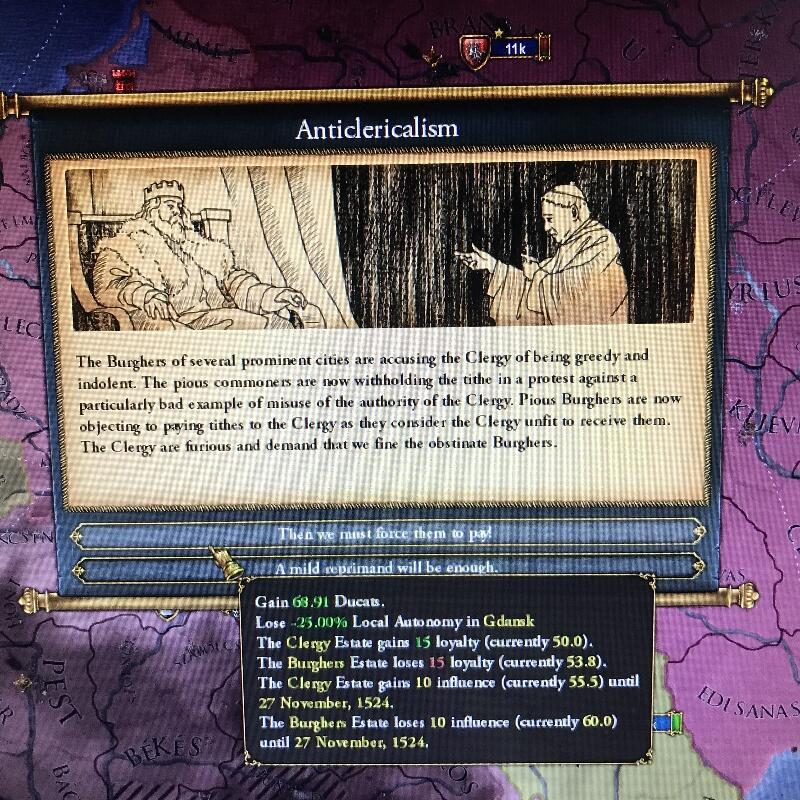 MEMEL
BRAN
11k
Anticlericalism
The Burghers of several prominent cities are accusing the Clergy of being greedy and
indolent. The pious commoners are now withholding the tithe in a protest against a
particularly bad example of misuse of the authority of the Clergy. Pious Burghers are now
objecting to paying tithes to the Clergy as they consider the Clergy unfit to receive them.
The Clergy are furious and demand that we fine the obstinate Burghers.
Then we must force them to pay!
A mild reprimand will be enough.
Gain 68.91 Ducats.
Lose -25.00% Local Autonomy in Gdansk
The Clergy Estate gains 15 loyalty (currently 50.0).
The Burghers Estate loses 15 loyalty (currently 53.8).
The Clergy Estate gains 10 influence (currently 55.5) until
27 November, 1524.
The Burghers Estate loses 10 influence (currently 60.0)
until 27 November, 1524.
PEST
BÉKÉS
EDISANAS